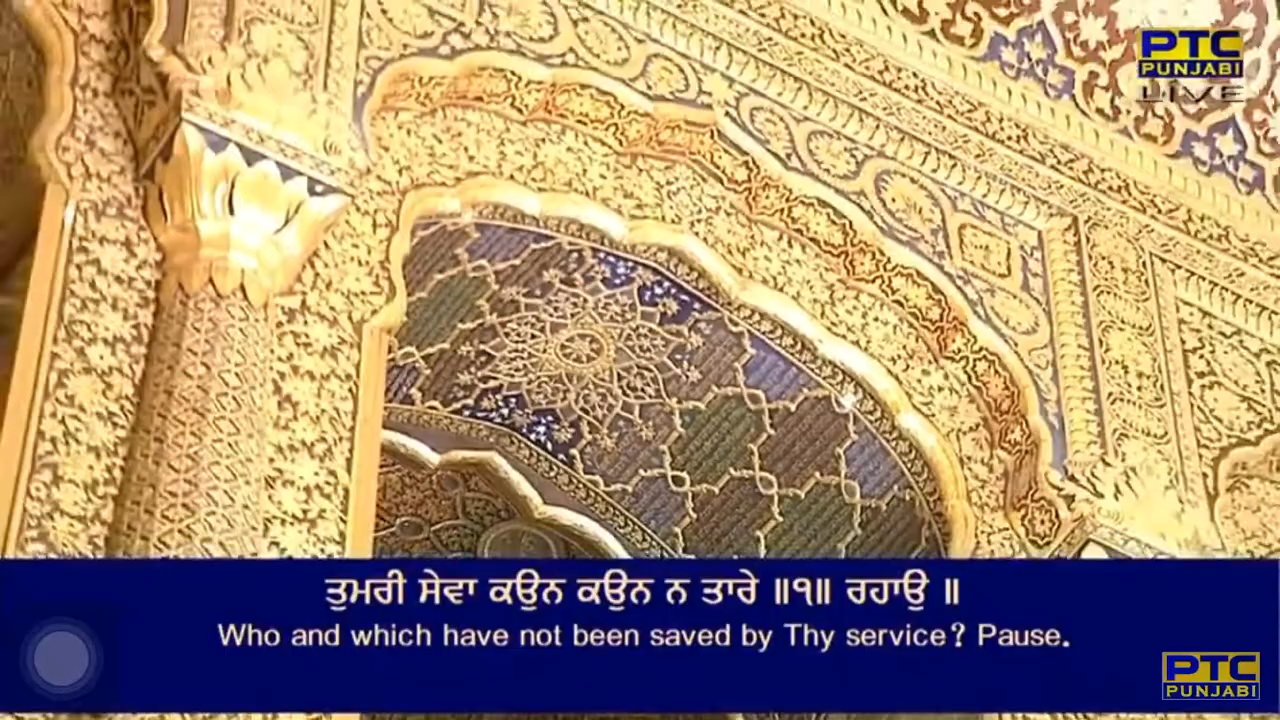 PTC
PUNJABI
LIVE
ਤੁਮਰੀ ਸੇਵਾ ਕਉਨ ਕਉਨ ਨ ਤਾਰੇ ॥੧॥ ਰਹਾਉ ॥
Who and which have not been saved by Thy service? Pause.
PTC
PUNJABI